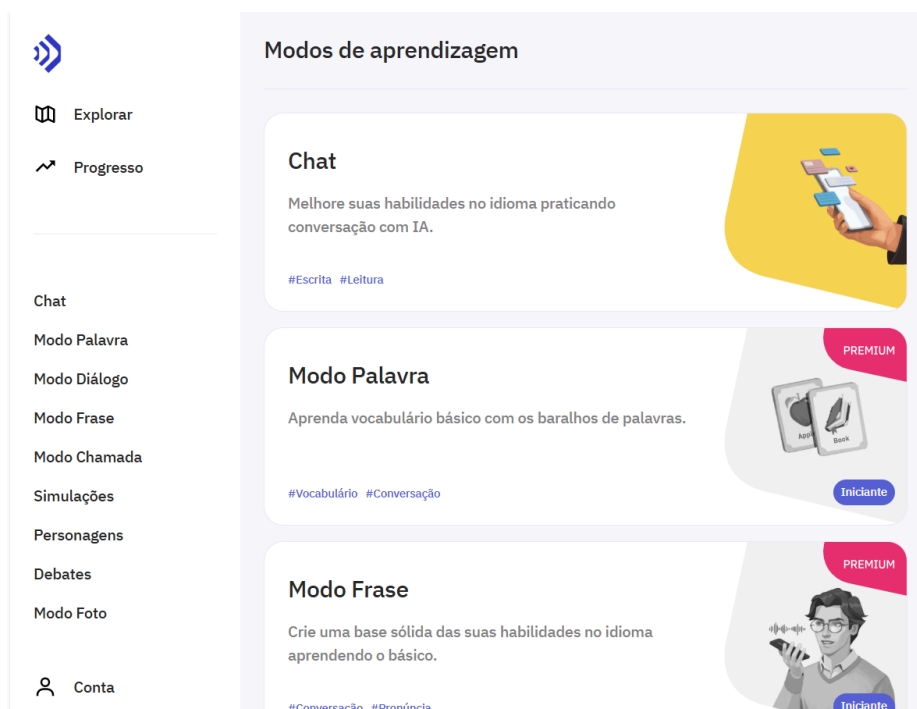 Explorar
Progresso
Chat
Modo Palavra
Modo Diálogo
Modo Frase
Modo Chamada
Simulações
Personagens
Debates
Modo Foto
Conta
Modos de aprendizagem
Chat
Melhore suas habilidades no idioma praticando
conversação com IA.
#Escrita #Leitura
PREMIUM
Modo Palavra
Aprenda vocabulário básico com os baralhos de palavras.
Book
#Vocabulário #Conversação
Iniciante
PREMIUM
Modo Frase
Crie uma base sólida das suas habilidades no idioma
aprendendo o básico.
#Conversação #Pronúncia
Iniciante